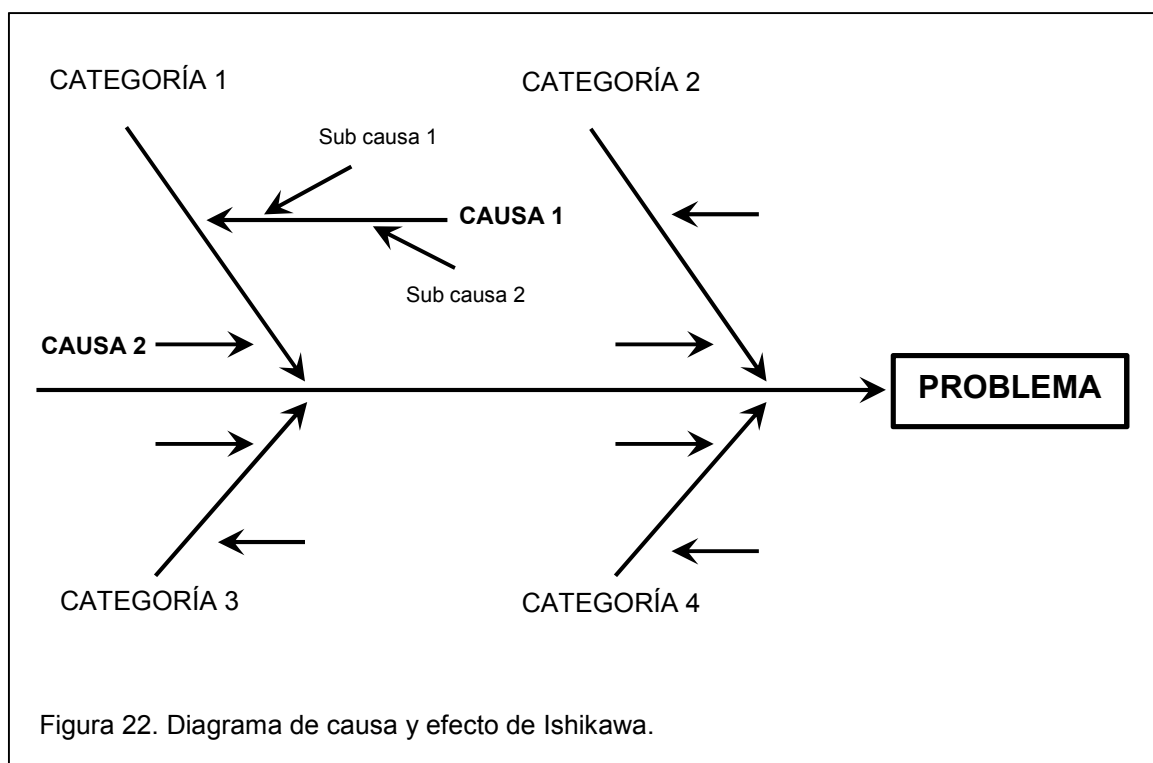 CATEGORÍA 1
CATEGORÍA 2
Sub causa 1
CAUSA 1
Sub causa 2
CAUSA 2
PROBLEMA
CATEGORÍA 3
CATEGORÍA 4
Figura 22. Diagrama de causa y efecto de Ishikawa.